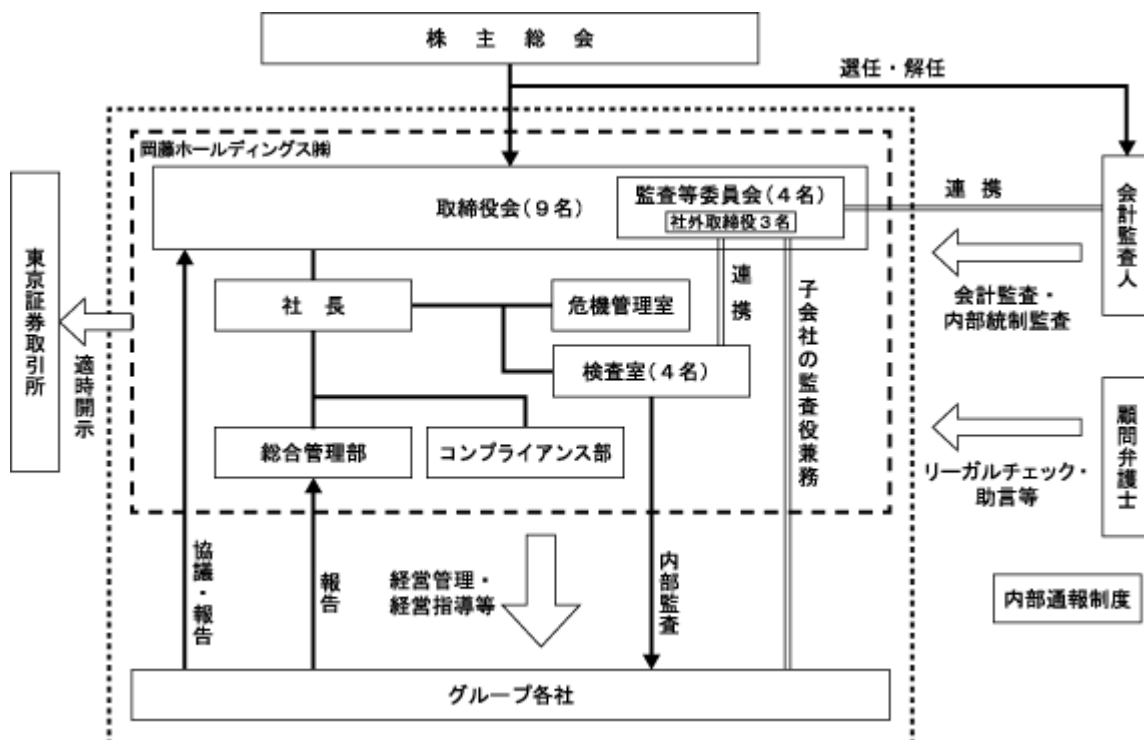 株主総会
選任・解任
岡藤ホールディングス㈱
取締役会(9名)
監査等委員会(4名)
社外取締役3名
連携
会計監査人
東京証券取引所
適時開示
社長
危機管理室
検査室(4名)
連携
子会社の監査役兼務
会計監査・
内部統制監査
総合管理部
コンプライアンス部
顧問弁護士
リーガルチェック・
助言等
協議・報告
報告
経営管理・
経営指導等
内部監査
内部通報制度
グループ各社